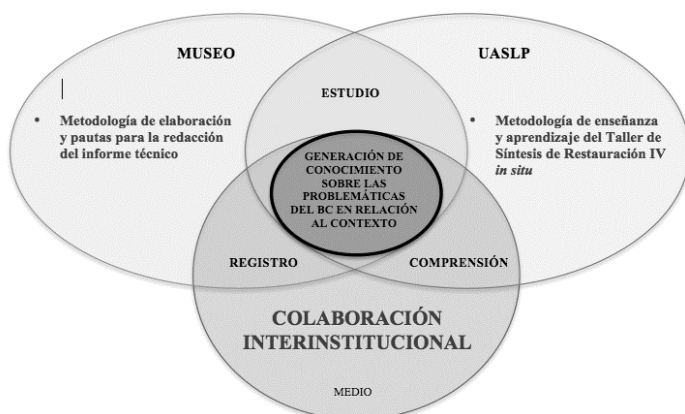 MUSEO
UASLP
ESTUDIO
• Metodología de elaboración
y pautas para la redacción
del informe técnico
• Metodología de enseñanza
y aprendizaje del Taller de
Síntesis de Restauración IV
in situ
GENERACIÓN DE
CONOCIMIENTO
SOBRE LAS
PROBLEMÁTICAS
DEL BC EN RELACIÓN
AL CONTEXTO
REGISTRO
COMPRENSIÓN
COLABORACIÓN
INTERINSTITUCIONAL
MEDIO